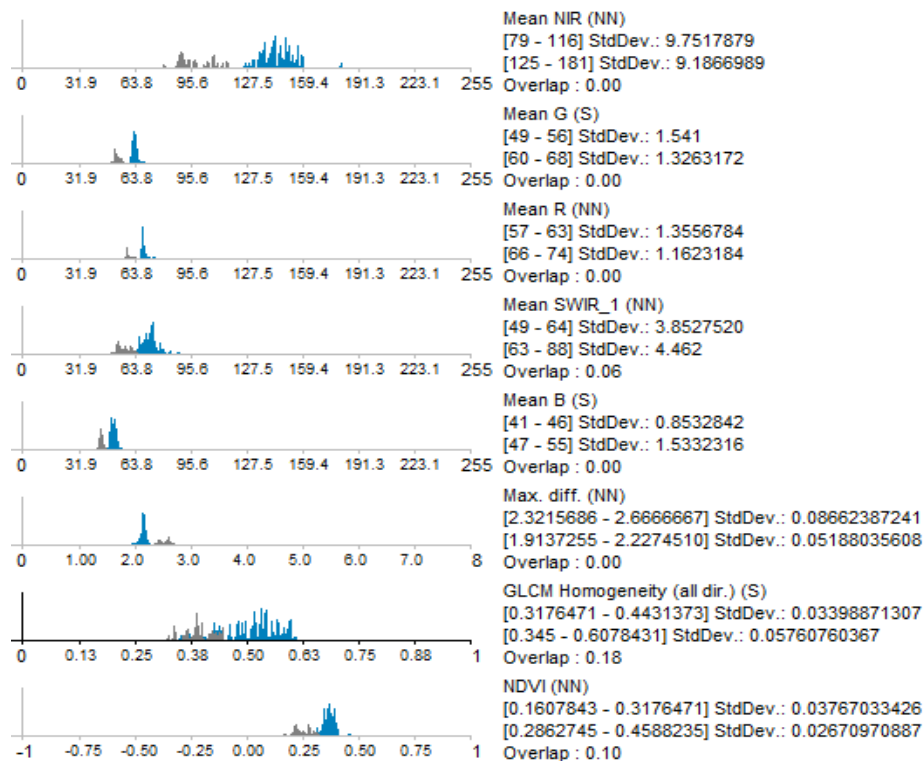 Mean NIR (NN)
[79 - 116] StdDev.: 9.7517879
[125 - 181] StdDev.: 9.1866989
0 31.9 63.8 95.6 127.5 159.4 191.3 223.1 255 Overlap : 0.00
Mean G (S)
[49 - 56] StdDev.: 1.541
[60 - 68] StdDev.: 1.3263172
0 31.9 63.8 95.6 127.5 159.4 191.3 223.1 255 Overlap : 0.00
Mean R (NN)
[57 - 63] StdDev.: 1.3556784
[66 - 74] StdDev.: 1.1623184
0 31.9 63.8 95.6 127.5 159.4 191.3 223.1 255 Overlap : 0.00
Mean SWIR_1 (NN)
[49 - 64] StdDev.: 3.8527520
[63 - 88] StdDev.: 4.462
0 31.9 63.8 95.6 127.5 159.4 191.3 223.1 255 Overlap : 0.06
Mean B (S)
[41 - 46] StdDev.: 0.8532842
[47 - 55] StdDev.: 1.5332316
0 31.9 63.8 95.6 127.5 159.4 191.3 223.1 255 Overlap : 0.00
Max. diff. (NN)
[2.3215686 - 2.6666667] StdDev.: 0.08662387241
[1.9137255 - 2.2274510] StdDev.: 0.05188035608
0 1.00 2.0 3.0 4.0 5.0 6.0 7.0 8 Overlap : 0.00
GLCM Homogeneity (all dir.) (S)
[0.3176471 - 0.4431373] StdDev.: 0.03398871307
[0.345 - 0.6078431] StdDev.: 0.05760760367
0 0.13 0.25 0.38 0.50 0.63 0.75 0.88 1 Overlap : 0.18
NDVI (NN)
[0.1607843 - 0.3176471] StdDev.: 0.03767033426
[0.2862745 - 0.4588235] StdDev.: 0.02670970887
-1 -0.75 -0.50 -0.25 0.00 0.25 0.50 0.75 1 Overlap : 0.10